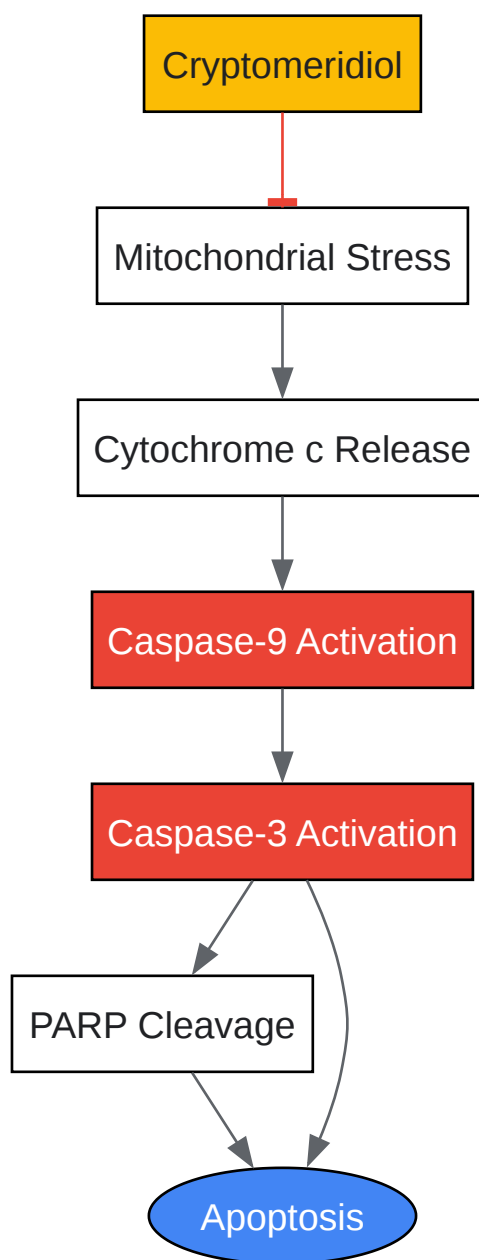 Cryptomeridiol
Mitochondrial Stress
Cytochrome c Release
Caspase-9 Activation
Caspase-3 Activation
PARP Cleavage
Apoptosis